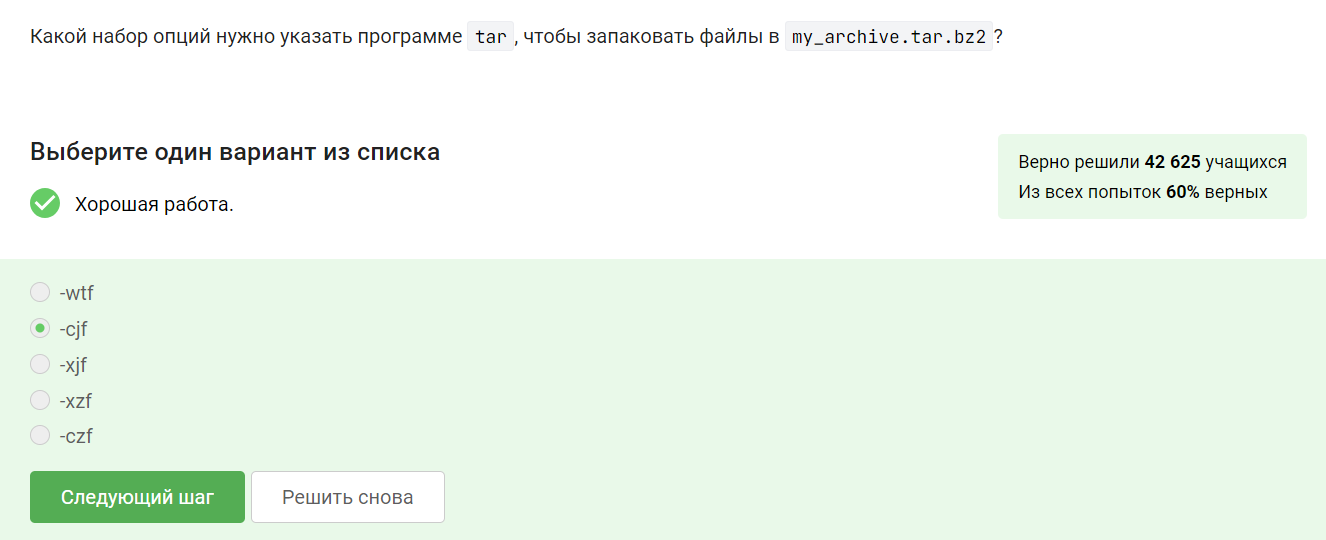 Какой набор опций нужно указать программе tar, чтобы запаковать файлы в my_archive.tar.bz2?
Выберите один вариант из списка
Хорошая работа.
Верно решили 42 625 учащихся
Из всех попыток 60% верных
-wtf
-cjf
-xjf
-xzf
-czf
Следующий шаг
Решить снова